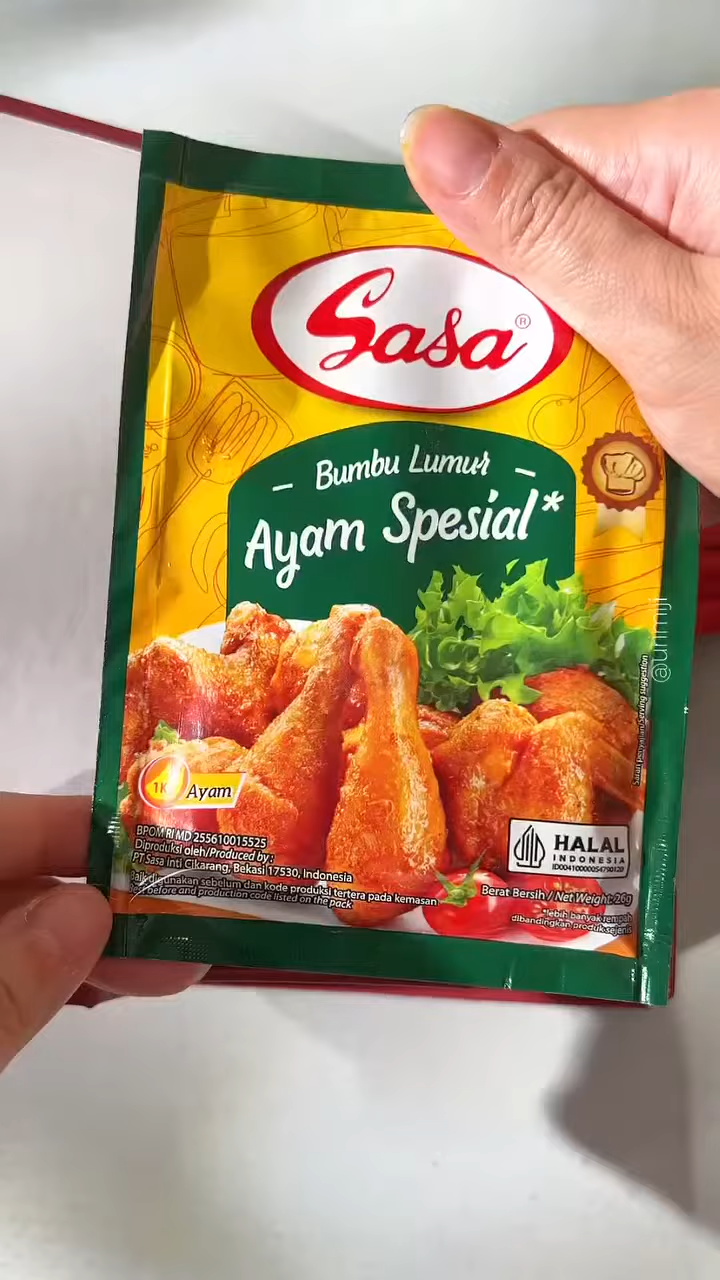 Sasa®
Bumbu Lumur
Ayam Spesial*
@urimiji
Saran penyajian/Serving suggestion
Ayam
BPOM RI MD 255610015525
Diproduksi oleh/Produced by:
PT Sasa Inti Cikarang, Bekasi 17530, Indonesia
Baik digunakan sebelum dan kode produksi tertera pada kemasan
Best before and production code listed on the pack
HALAL
INDONESIA
Berat Bersih / Net Weight: 26g
*lebih banyak rempah
dibandingkan produk sejenis